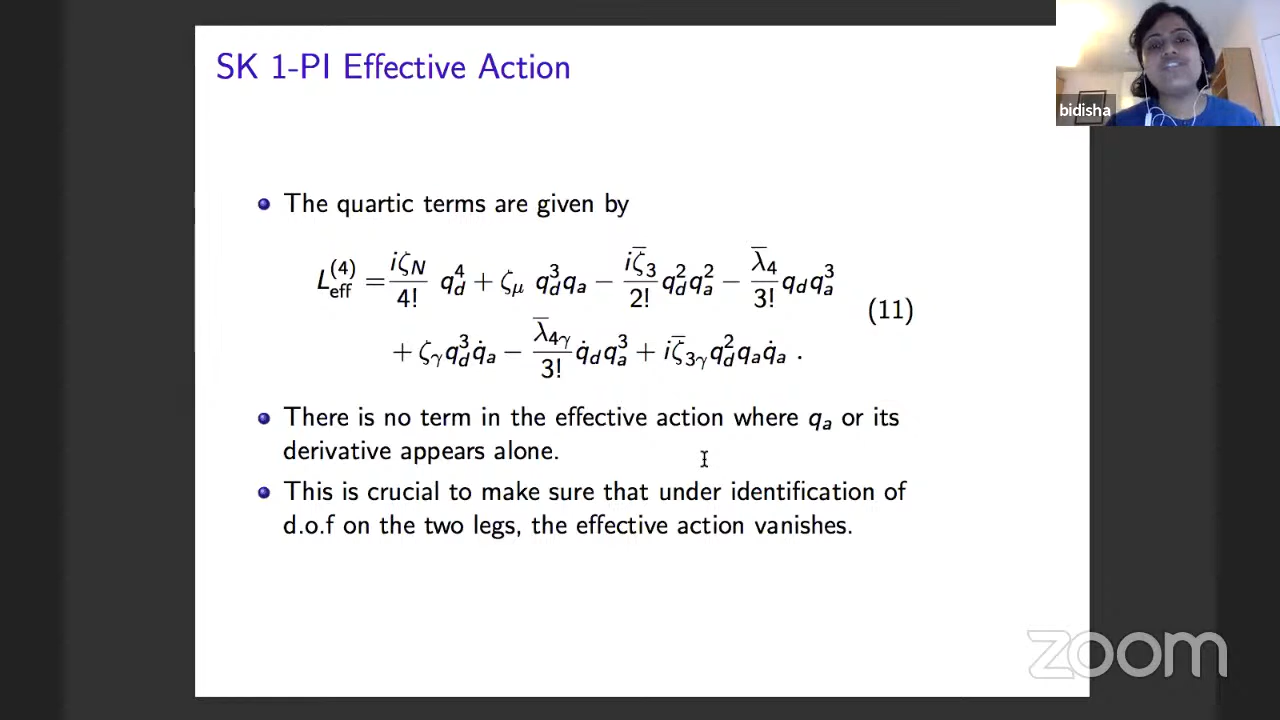 SK 1-PI Effective Action
bidisha
The quartic terms are given by
L_eff^(4) = iζ_N/4! q_d^4 + ζ_μ q_d^3 q_a − iζ̅_3/2! q_d^2 q_a^2 − λ̅_4/3! q_d q_a^3
(11)
+ ζ_γ q_d^3 q̇_a − λ̅_4γ/3! q̇_d q_a^3 + iζ̅_3γ q_d^2 q_a q̇_a .
There is no term in the effective action where q_a or its
derivative appears alone.
This is crucial to make sure that under identification of
d.o.f on the two legs, the effective action vanishes.
zoom